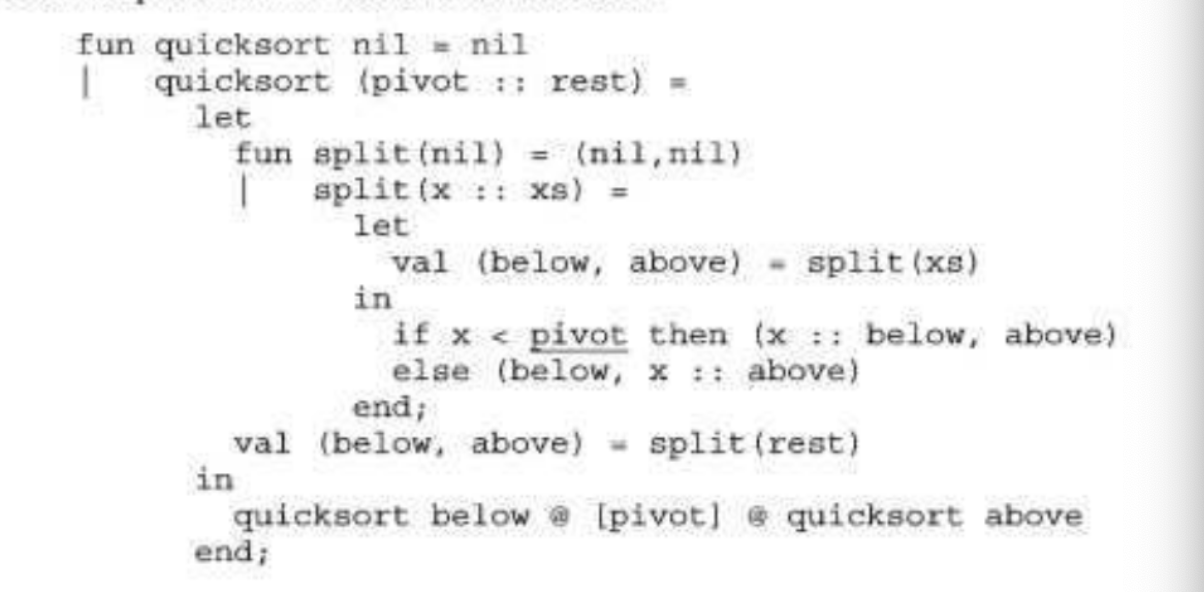 fun quicksort nil = nil
|    quicksort (pivot :: rest) =
let
fun split(nil) = (nil,nil)
|    split(x :: xs) =
let
val (below, above) = split(xs)
in
if x < pivot then (x :: below, above)
else (below, x :: above)
end;
val (below, above) = split(rest)
in
quicksort below @ [pivot] @ quicksort above
end;